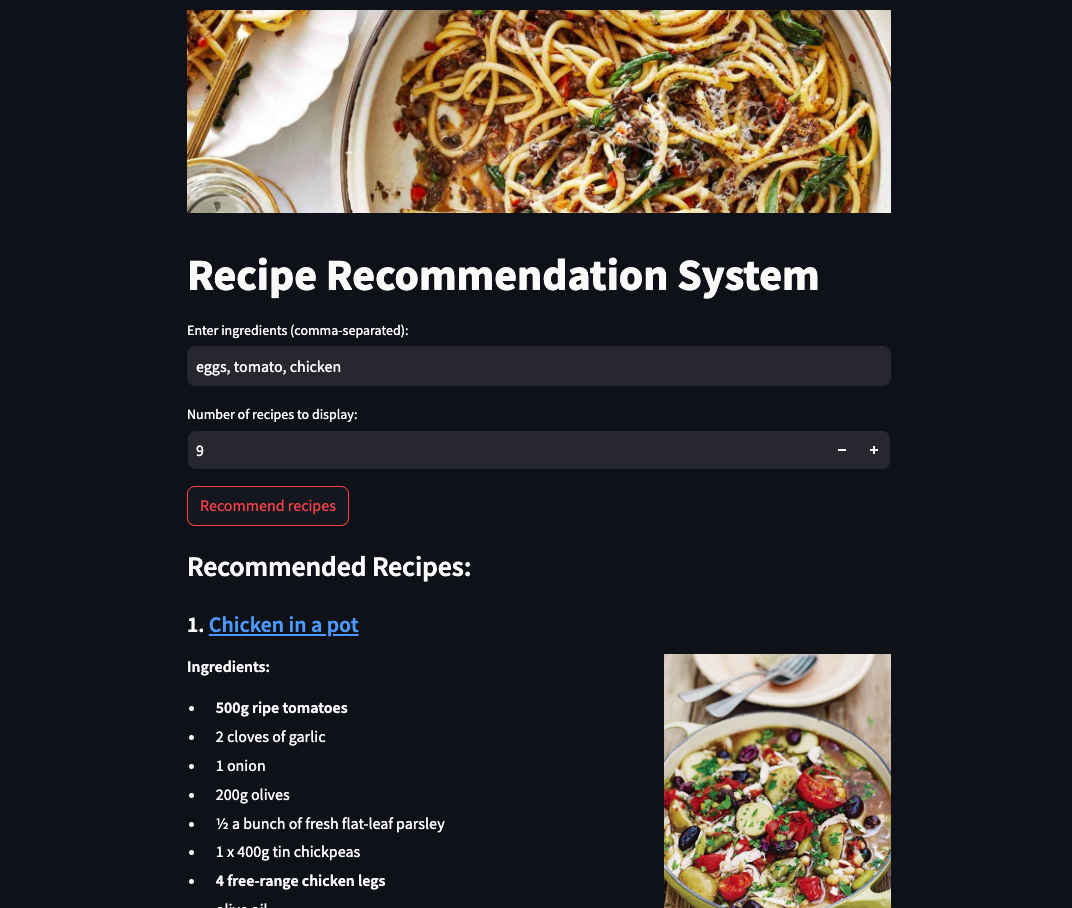 Recipe Recommendation System
Enter ingredients (comma-separated):
eggs, tomato, chicken
Number of recipes to display:
9
− +
Recommend recipes
Recommended Recipes:
1. Chicken in a pot
Ingredients:
• 500g ripe tomatoes
• 2 cloves of garlic
• 1 onion
• 200g olives
• ½ a bunch of fresh flat-leaf parsley
• 1 x 400g tin chickpeas
• 4 free-range chicken legs
olive oil